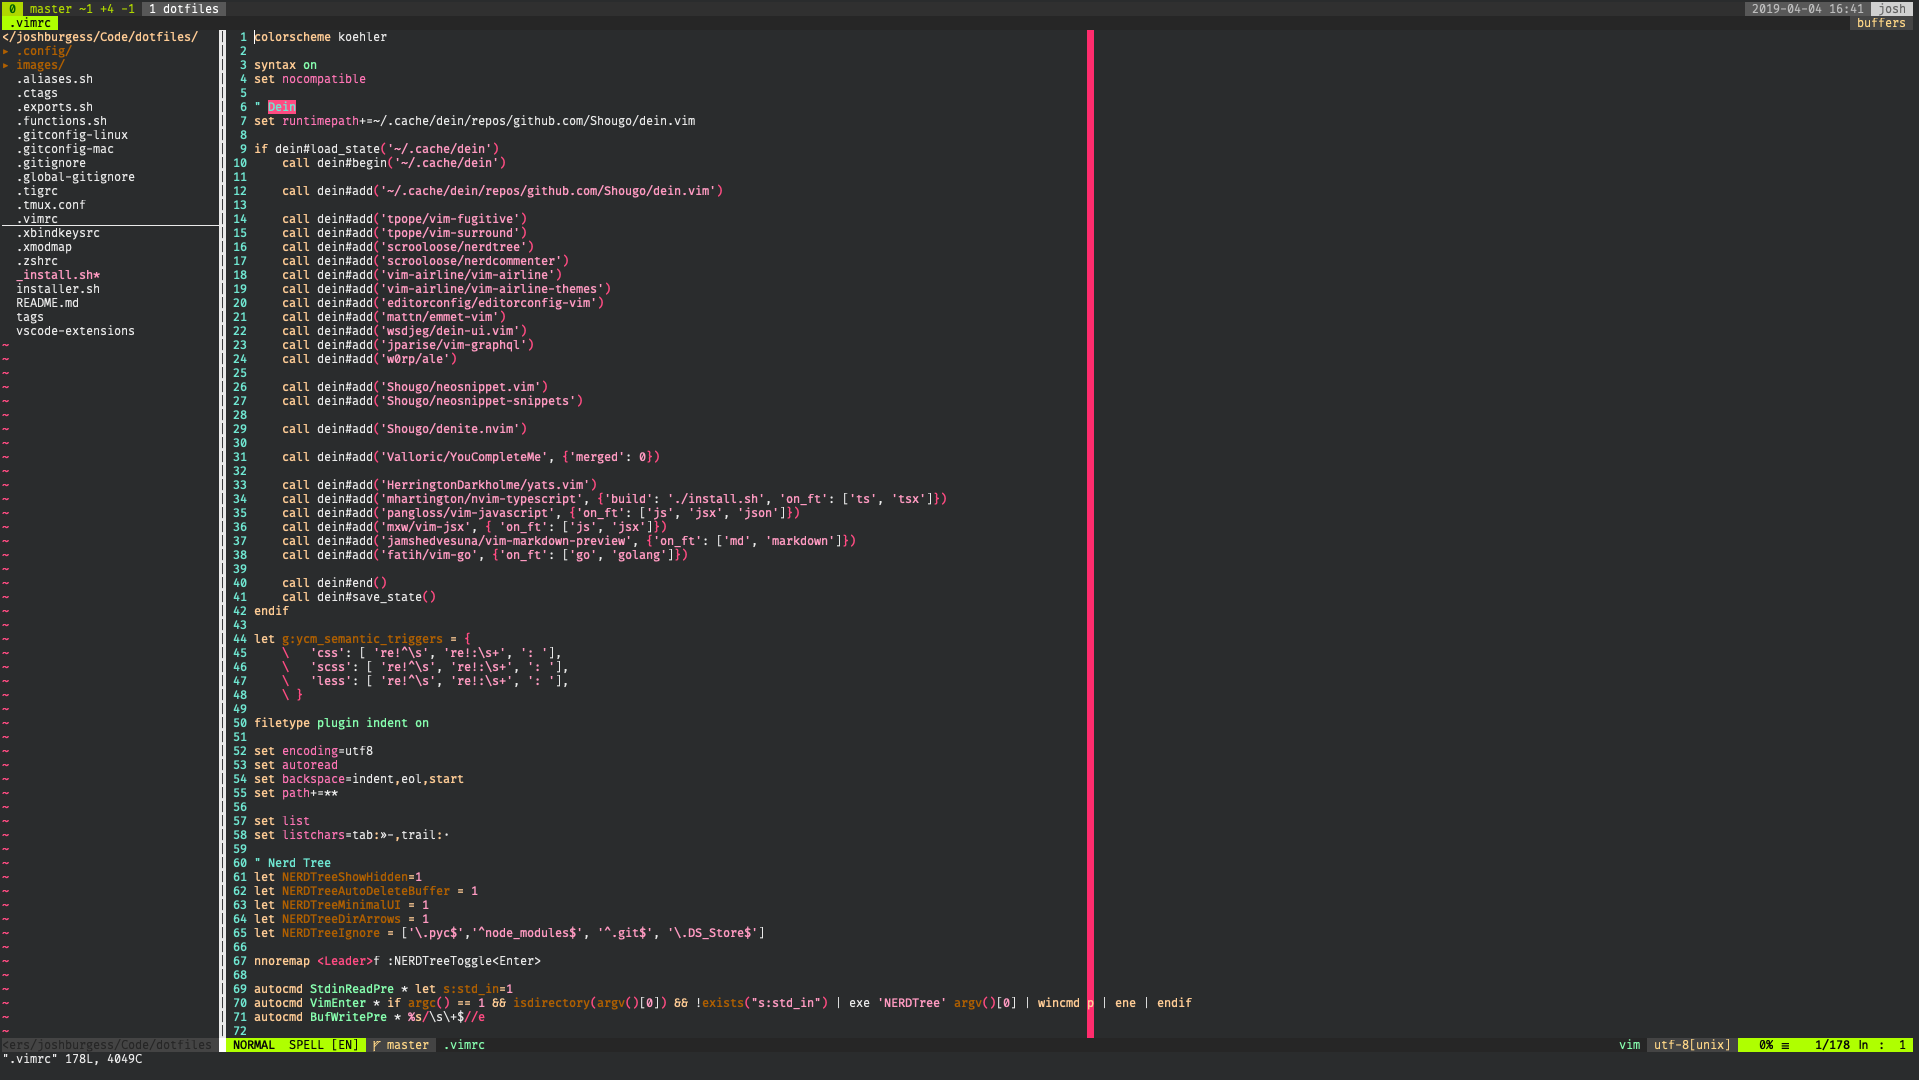 0 master ~1 +4 -1 1 dotfiles 2019-04-04 16:41 josh
.vimrc buffers
</joshburgess/Code/dotfiles/
▸ .config/
▸ images/
.aliases.sh
.ctags
.exports.sh
.functions.sh
.gitconfig-linux
.gitconfig-mac
.gitignore
.global-gitignore
.tigrc
.tmux.conf
.vimrc
.xbindkeysrc
.xmodmap
.zshrc
_install.sh*
installer.sh
README.md
tags
vscode-extensions
1 colorscheme koehler
2
3 syntax on
4 set nocompatible
5
6 " Dein
7 set runtimepath+=~/.cache/dein/repos/github.com/Shougo/dein.vim
8
9 if dein#load_state('~/.cache/dein')
10     call dein#begin('~/.cache/dein')
11
12     call dein#add('~/.cache/dein/repos/github.com/Shougo/dein.vim')
13
14     call dein#add('tpope/vim-fugitive')
15     call dein#add('tpope/vim-surround')
16     call dein#add('scrooloose/nerdtree')
17     call dein#add('scrooloose/nerdcommenter')
18     call dein#add('vim-airline/vim-airline')
19     call dein#add('vim-airline/vim-airline-themes')
20     call dein#add('editorconfig/editorconfig-vim')
21     call dein#add('mattn/emmet-vim')
22     call dein#add('wsdjeg/dein-ui.vim')
23     call dein#add('jparise/vim-graphql')
24     call dein#add('w0rp/ale')
25
26     call dein#add('Shougo/neosnippet.vim')
27     call dein#add('Shougo/neosnippet-snippets')
28
29     call dein#add('Shougo/denite.nvim')
30
31     call dein#add('Valloric/YouCompleteMe', {'merged': 0})
32
33     call dein#add('HerringtonDarkholme/yats.vim')
34     call dein#add('mhartington/nvim-typescript', {'build': './install.sh', 'on_ft': ['ts', 'tsx']})
35     call dein#add('pangloss/vim-javascript', {'on_ft': ['js', 'jsx', 'json']})
36     call dein#add('mxw/vim-jsx', { 'on_ft': ['js', 'jsx']})
37     call dein#add('jamshedvesuna/vim-markdown-preview', {'on_ft': ['md', 'markdown']})
38     call dein#add('fatih/vim-go', {'on_ft': ['go', 'golang']})
39
40     call dein#end()
41     call dein#save_state()
42 endif
43
44 let g:ycm_semantic_triggers = {
45     \   'css': [ 're!^\s', 're!:\s+', ': '],
46     \   'scss': [ 're!^\s', 're!:\s+', ': '],
47     \   'less': [ 're!^\s', 're!:\s+', ': '],
48     \ }
49
50 filetype plugin indent on
51
52 set encoding=utf8
53 set autoread
54 set backspace=indent,eol,start
55 set path+=**
56
57 set list
58 set listchars=tab:»-,trail:·
59
60 " Nerd Tree
61 let NERDTreeShowHidden=1
62 let NERDTreeAutoDeleteBuffer = 1
63 let NERDTreeMinimalUI = 1
64 let NERDTreeDirArrows = 1
65 let NERDTreeIgnore = ['\.pyc$','^node_modules$', '^.git$', '\.DS_Store$']
66
67 nnoremap <Leader>f :NERDTreeToggle<Enter>
68
69 autocmd StdinReadPre * let s:std_in=1
70 autocmd VimEnter * if argc() == 1 && isdirectory(argv()[0]) && !exists("s:std_in") | exe 'NERDTree' argv()[0] | wincmd p | ene | endif
71 autocmd BufWritePre * %s/\s\+$//e
72
<ers/joshburgess/Code/dotfiles NORMAL SPELL [EN] master .vimrc vim utf-8[unix] 0% ≡ 1/178 ln : 1
".vimrc" 178L, 4049C